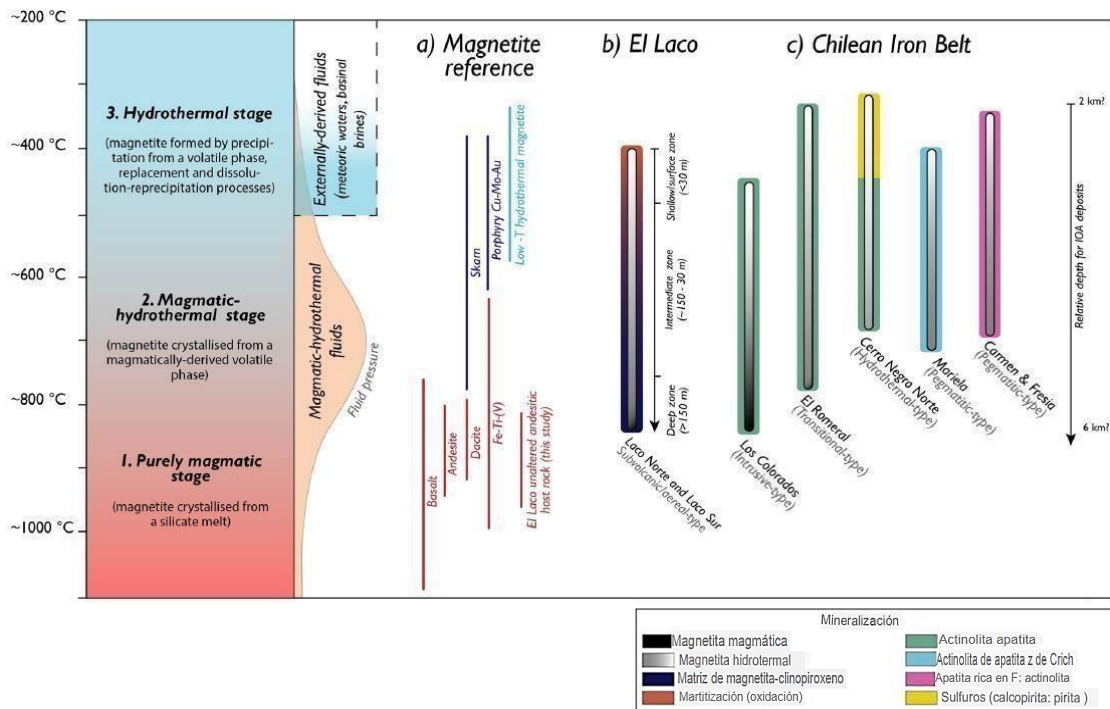 ~200 °C
~400 °C
~600 °C
~800 °C
~1000 °C
3. Hydrothermal stage
(magnetite formed by precipi-
tation from a volatile phase,
replacement and dissolu-
tion-reprecipitation processes)
2. Magmatic-
hydrothermal stage
(magnetite crystallised from a
magmatically-derived volatile
phase)
1. Purely magmatic
stage
(magnetite crystallised from
a silicate melt)
Externally-derived fluids
(meteoric waters, basinal
brines)
Magmatic-hydrothermal
fluids
Fluid pressure
a) Magnetite
reference
Basalt
Andesite
Dacite
Skarn
Fe-Ti-(V)
Porphyry Cu-Mo-Au
Low -T hydrothermal magnetite
El Laco unaltered andesitic
host rock (this study)
b) El Laco
Shallow/surface zone
(<30 m)
Intermediate zone
(~150 - 30 m)
Deep zone
(>150 m)
Laco Norte and Laco Sur
Subvolcanic/aereal-type
c) Chilean Iron Belt
Los Colorados
(Intrusive-type)
El Romeral
(Transitional-type)
Cerro Negro Norte
(Hydrothermal-type)
Mariela
(Pegmatitic-type)
Carmen & Fresia
(Pegmatitic-type)
2 km?
Relative depth for IOA deposits
6 km?
Mineralización
Magnetita magmática
Magnetita hidrotermal
Matriz de magnetita-clinopiroxeno
Martitización (oxidación)
Actinolita apatita
Actinolita de apatita z de Crich
Apatita rica en F: actinolita
Sulfuros (calcopirita: pirita )